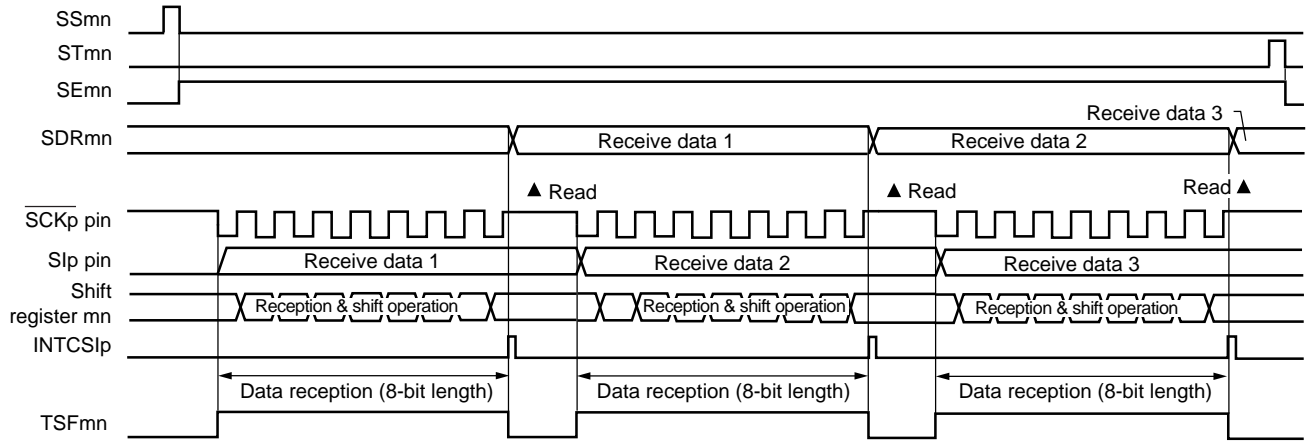 SSmn
STmn
SEmn
Receive data 3
SDRmn Receive data 1 Receive data 2
▲ Read ▲ Read Read ▲
SCKp pin
SIp pin Receive data 1 Receive data 2 Receive data 3
Shift
register mn Reception & shift operation Reception & shift operation Reception & shift operation
INTCSIp
Data reception (8-bit length) Data reception (8-bit length) Data reception (8-bit length)
TSFmn